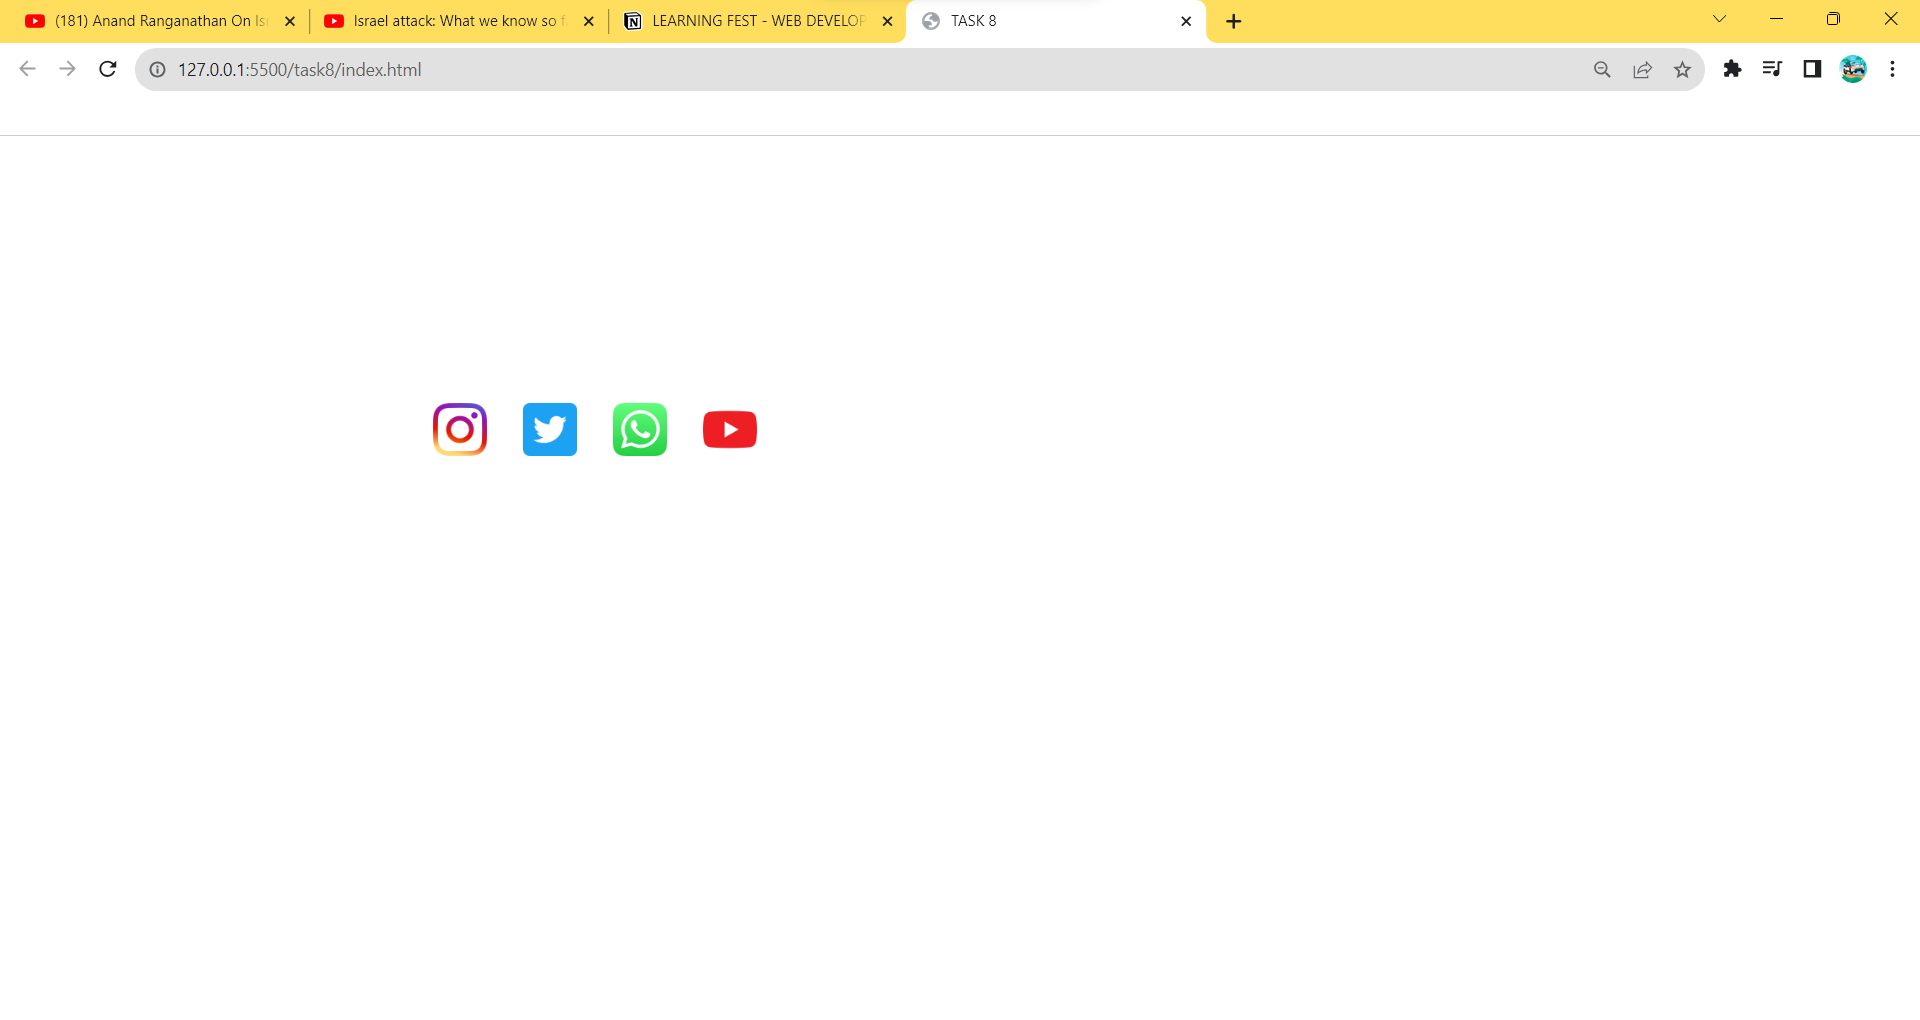 (181) Anand Ranganathan On Is
Israel attack: What we know so f
LEARNING FEST - WEB DEVELOP
TASK 8
127.0.0.1:5500/task8/index.html